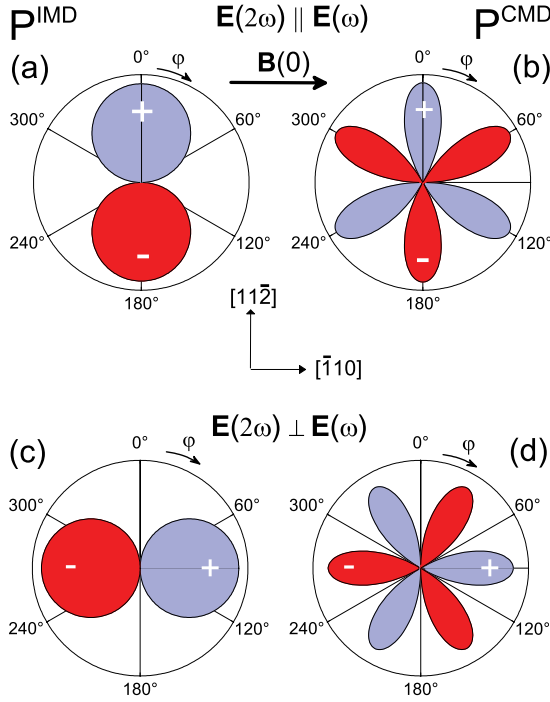 P^IMD E(2ω) ∥ E(ω) P^CMD
(a) 0° φ B(0) 0° φ (b)
300° + 60° 300° + 60°
240° - 120° 240° - 120°
180° 180°
[112̄]
[1̄10]
E(2ω) ⊥ E(ω)
(c) 0° φ 0° φ (d)
300° 60° 300° 60°
- + - +
240° 120° 240° 120°
180° 180°